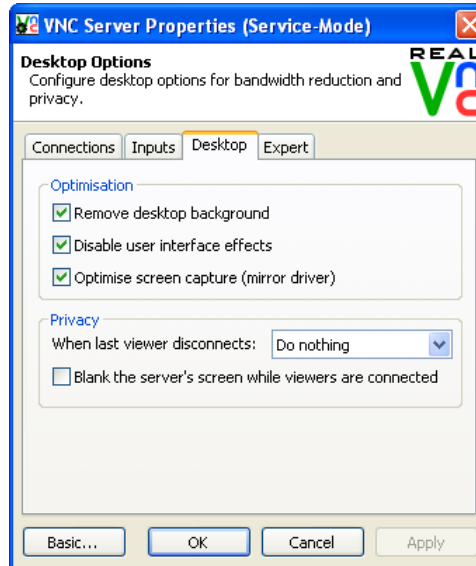 VNC Server Properties (Service-Mode)
Desktop Options
Configure desktop options for bandwidth reduction and
privacy.
REAL
VNC
Connections Inputs Desktop Expert
Optimisation
Remove desktop background
Disable user interface effects
Optimise screen capture (mirror driver)
Privacy
When last viewer disconnects: Do nothing
Blank the server's screen while viewers are connected
Basic... OK Cancel Apply